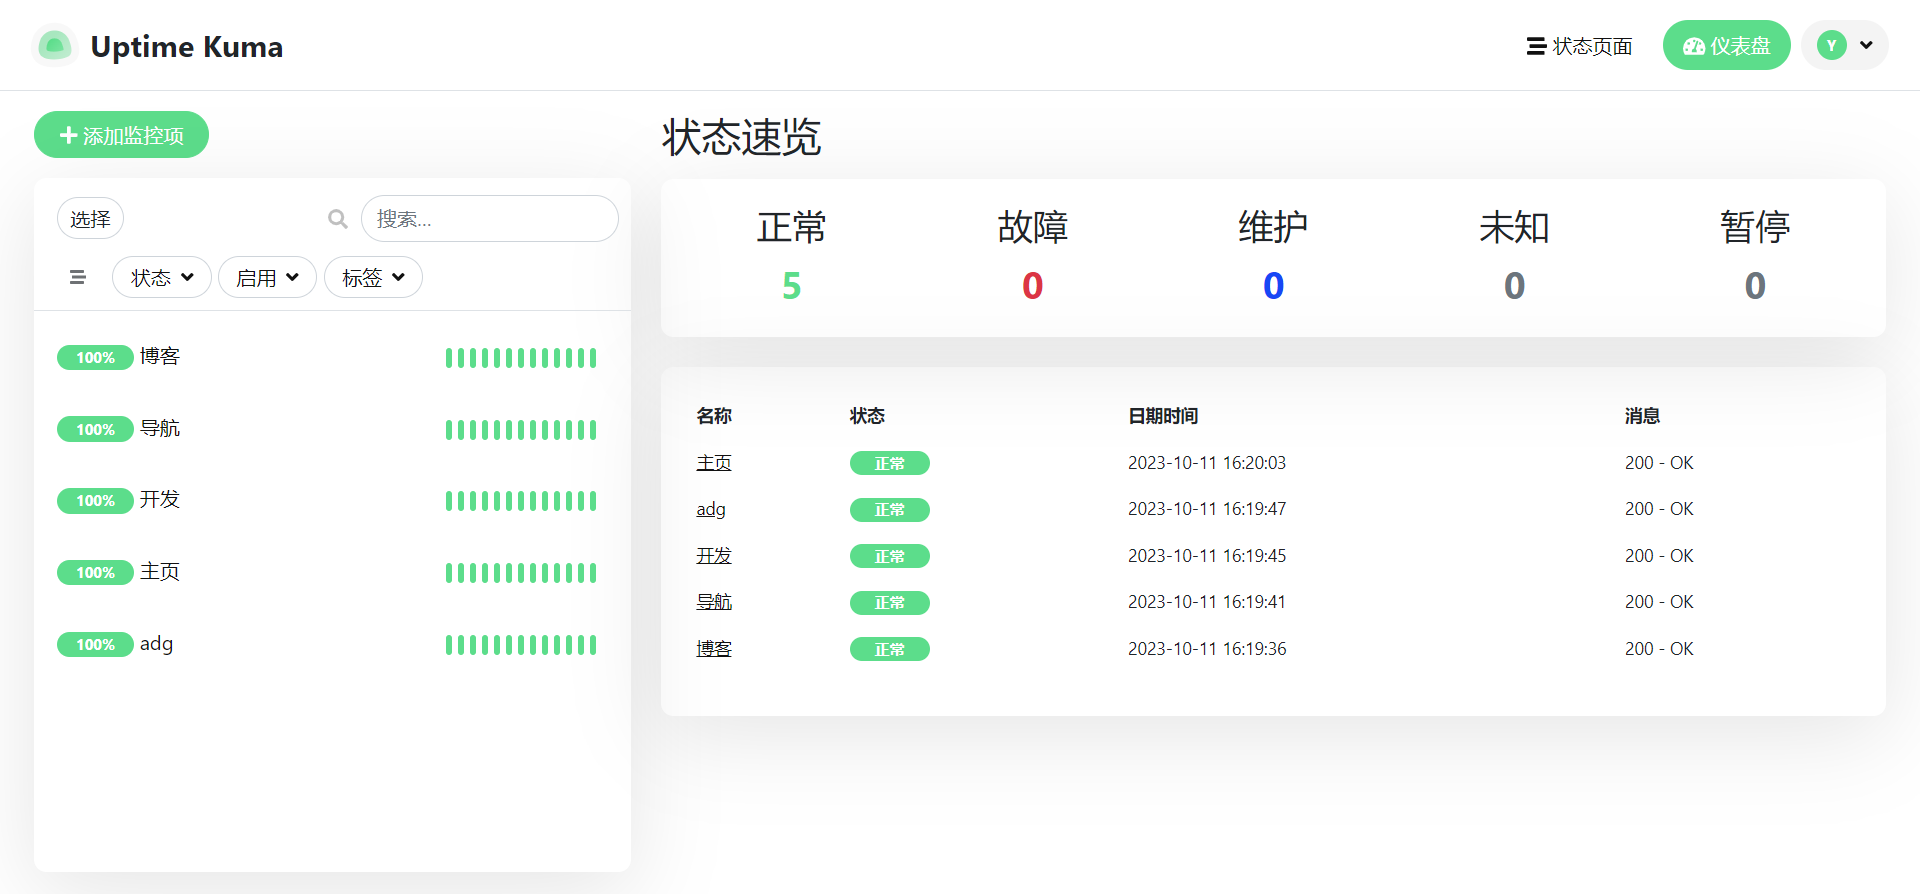 Uptime Kuma
状态页面
仪表盘
Y
添加监控项
选择
搜索...
状态
启用
标签
100% 博客
100% 导航
100% 开发
100% 主页
100% adg
状态速览
正常 故障 维护 未知 暂停
5 0 0 0 0
名称 状态 日期时间 消息
主页 正常 2023-10-11 16:20:03 200 - OK
adg 正常 2023-10-11 16:19:47 200 - OK
开发 正常 2023-10-11 16:19:45 200 - OK
导航 正常 2023-10-11 16:19:41 200 - OK
博客 正常 2023-10-11 16:19:36 200 - OK